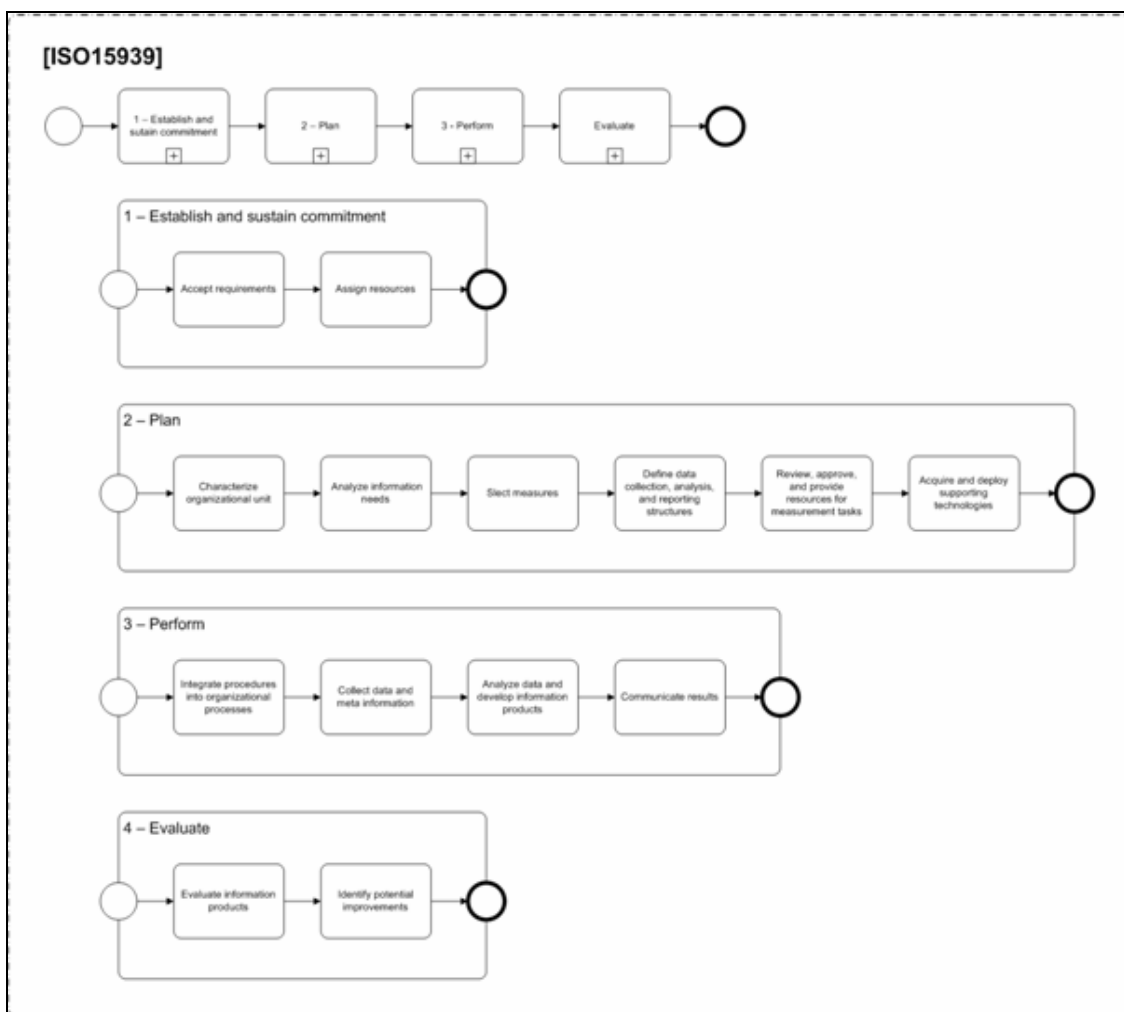 [ISO15939]
1 – Establish and
sutain commitment
2 – Plan
3 - Perform
Evaluate
1 – Establish and sustain commitment
Accept requirements
Assign resources
2 – Plan
Characterize
organizational unit
Analyze information
needs
Slect measures
Define data
collection, analysis,
and reporting
structures
Review, approve,
and provide
resources for
measurement tasks
Acquire and deploy
supporting
technologies
3 – Perform
Integrate procedures
into organizational
processes
Collect data and
meta information
Analyze data and
develop information
products
Communicate results
4 – Evaluate
Evaluate information
products
Identify potential
improvements